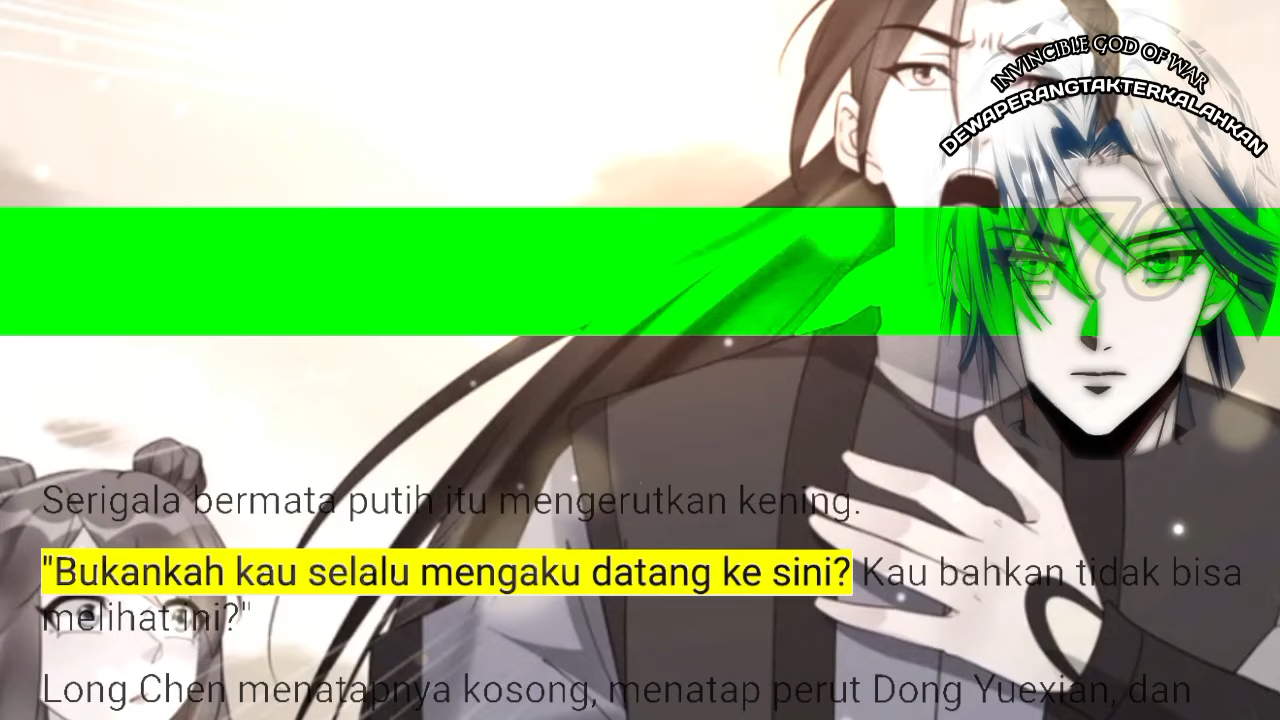 INVINCIBLE GOD OF WAR
DEWAPERANGTAKTERKALAHKAN
176
Serigala bermata putih itu mengerutkan kening.
"Bukankah kau selalu mengaku datang ke sini? Kau bahkan tidak bisa
melihat ini?"
Long Chen menatapnya kosong, menatap perut Dong Yuexian, dan